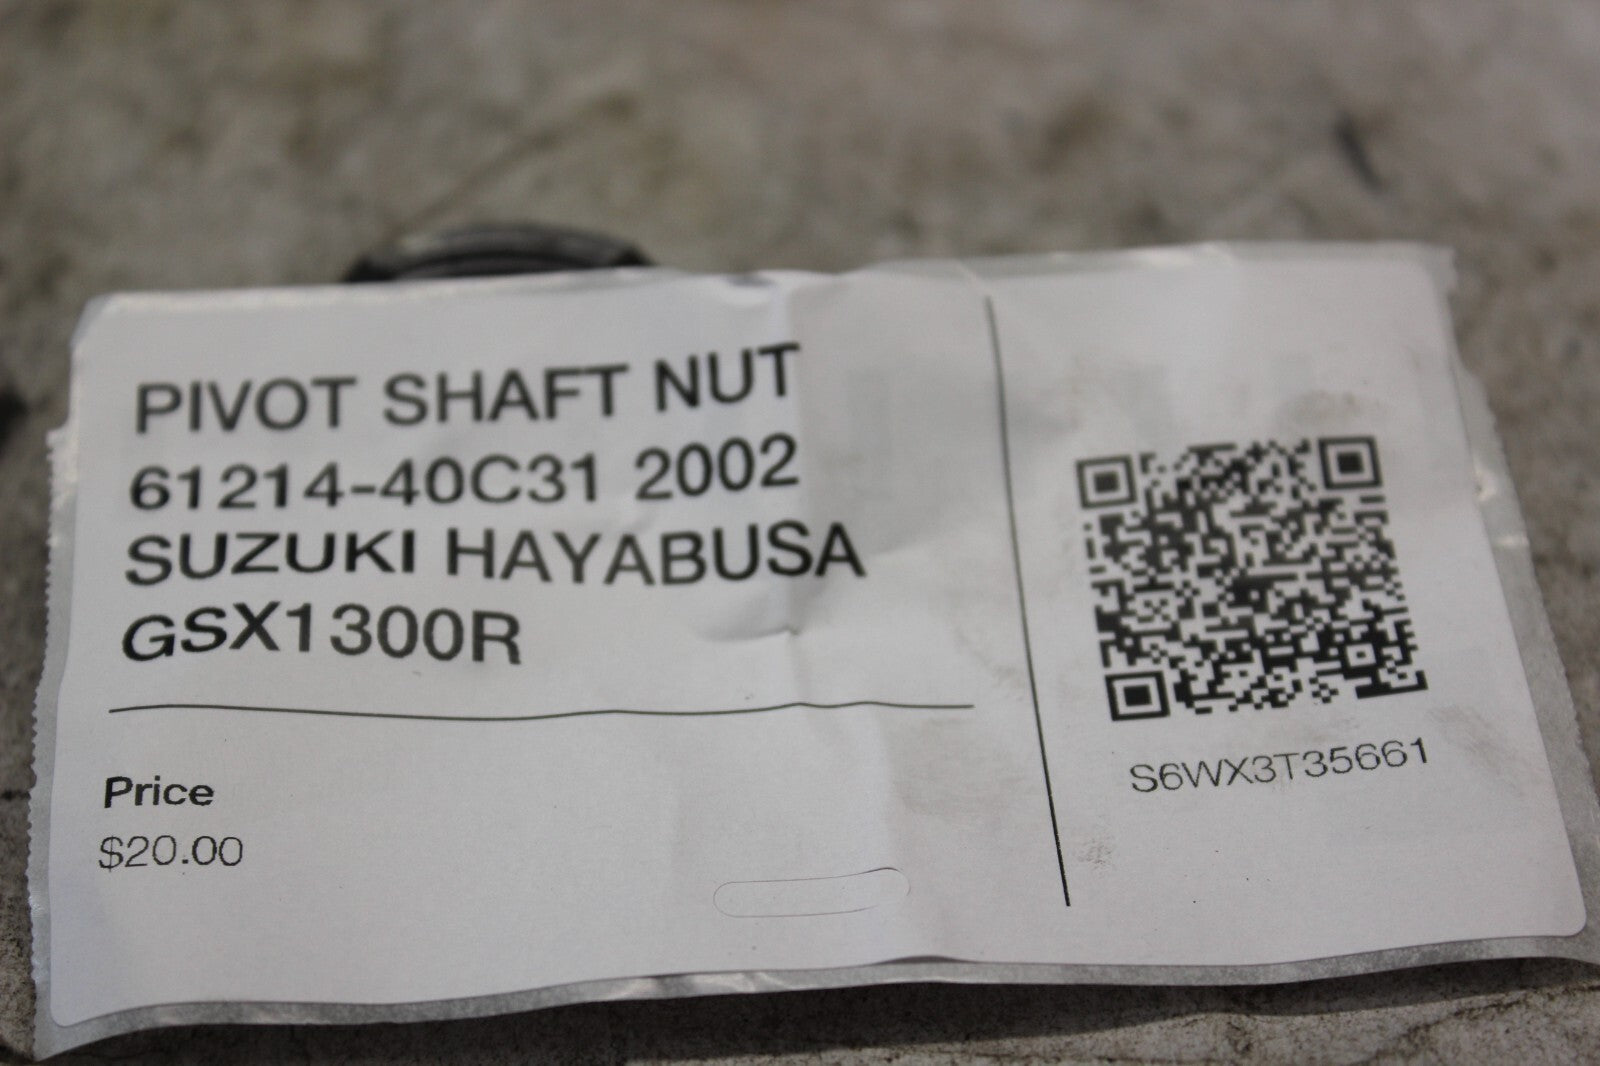 PIVOT SHAFT NUT
61214-40C31 2002
SUZUKI HAYABUSA
GSX1300R
Price
$20.00
S6WX3T35661